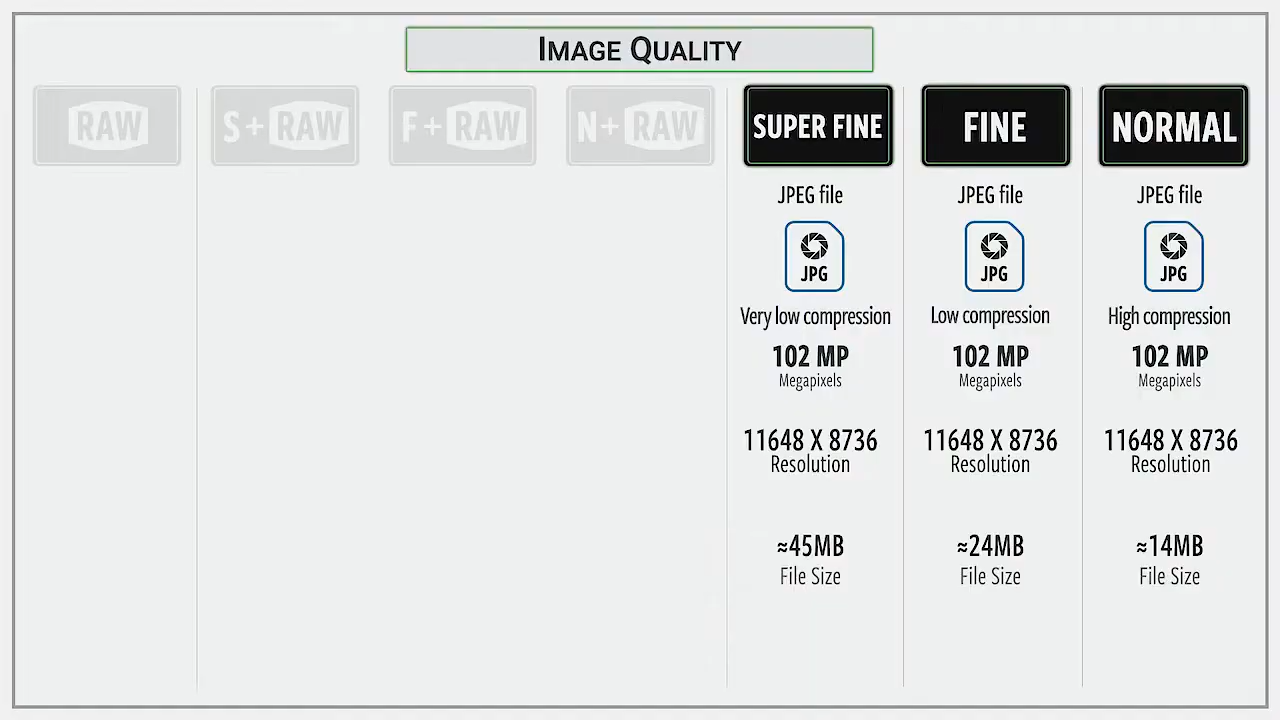 IMAGE QUALITY
RAW
S+RAW
F+RAW
N+RAW
SUPER FINE
FINE
NORMAL
JPEG file
JPEG file
JPEG file
JPG
JPG
JPG
Very low compression
Low compression
High compression
102 MP
102 MP
102 MP
Megapixels
Megapixels
Megapixels
11648 X 8736
11648 X 8736
11648 X 8736
Resolution
Resolution
Resolution
≈45MB
≈24MB
≈14MB
File Size
File Size
File Size